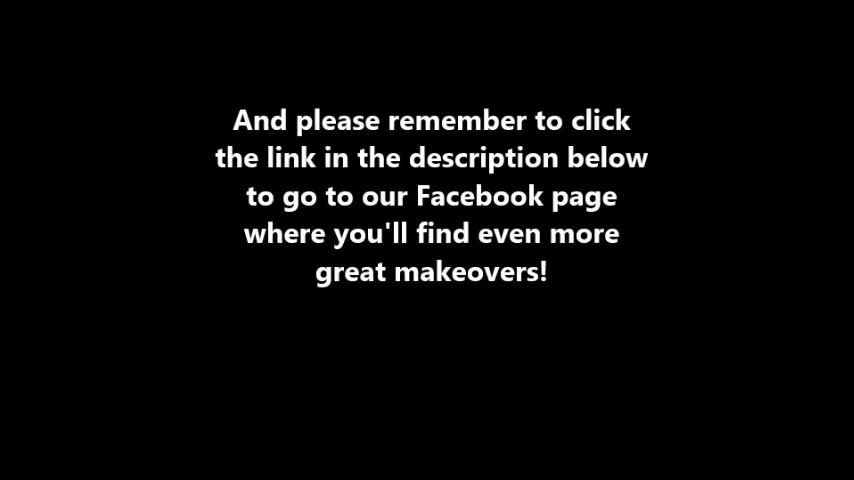 And please remember to click
the link in the description below
to go to our Facebook page
where you'll find even more
great makeovers!